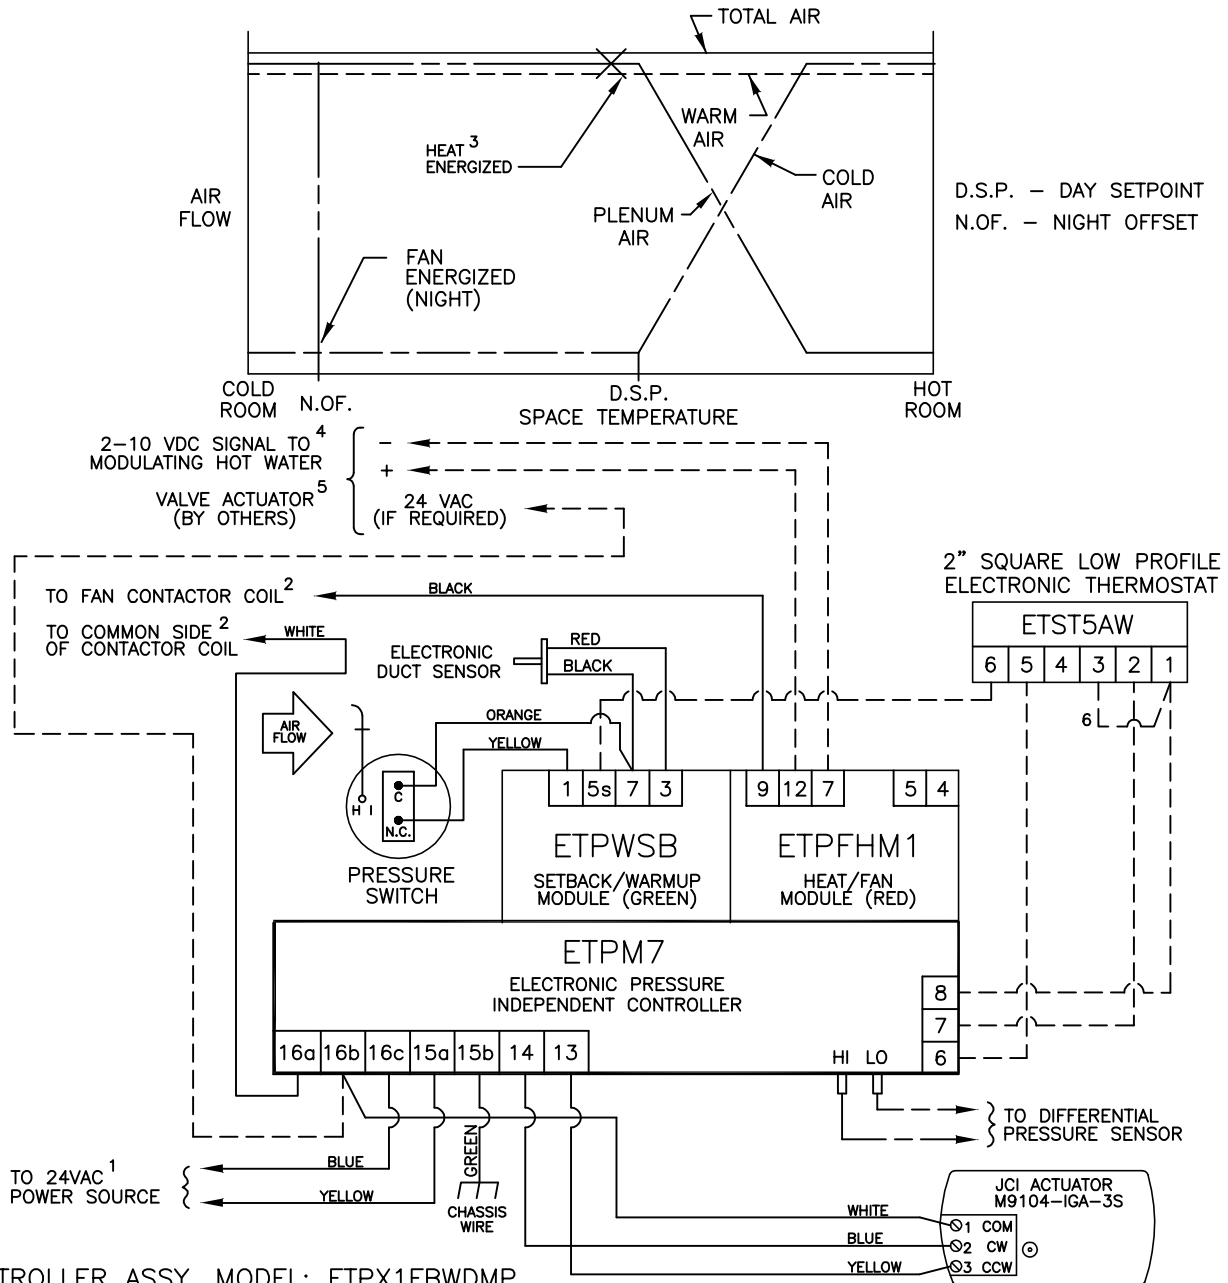 TOTAL AIR
WARM
AIR
HEAT 3
ENERGIZED
COLD
AIR
AIR
FLOW
PLENUM
AIR
D.S.P. – DAY SETPOINT
N.OF. – NIGHT OFFSET
FAN
ENERGIZED
(NIGHT)
COLD
ROOM
N.OF.
D.S.P.
HOT
ROOM
SPACE TEMPERATURE
2–10 VDC SIGNAL TO 4
MODULATING HOT WATER
VALVE ACTUATOR 5
(BY OTHERS)
–
+
24 VAC
(IF REQUIRED)
2" SQUARE LOW PROFILE
ELECTRONIC THERMOSTAT
ETST5AW
6 5 4 3 2 1
6
TO FAN CONTACTOR COIL 2
BLACK
TO COMMON SIDE 2
OF CONTACTOR COIL
WHITE
ELECTRONIC
DUCT SENSOR
RED
BLACK
AIR
FLOW
ORANGE
YELLOW
H I
C
N.C.
PRESSURE
SWITCH
1 5s 7 3
9 12 7 5 4
ETPWSB
SETBACK/WARMUP
MODULE (GREEN)
ETPFHM1
HEAT/FAN
MODULE (RED)
ETPM7
ELECTRONIC PRESSURE
INDEPENDENT CONTROLLER
8
7
6
16a 16b 16c 15a 15b 14 13
HI LO
TO DIFFERENTIAL
PRESSURE SENSOR
TO 24VAC 1
POWER SOURCE
BLUE
YELLOW
GREEN
CHASSIS
WIRE
JCI ACTUATOR
M9104–IGA–3S
WHITE
1 COM
BLUE
2 CW
YELLOW
3 CCW
TROLLER ASSY. MODEL: ETPX1FBWDMP